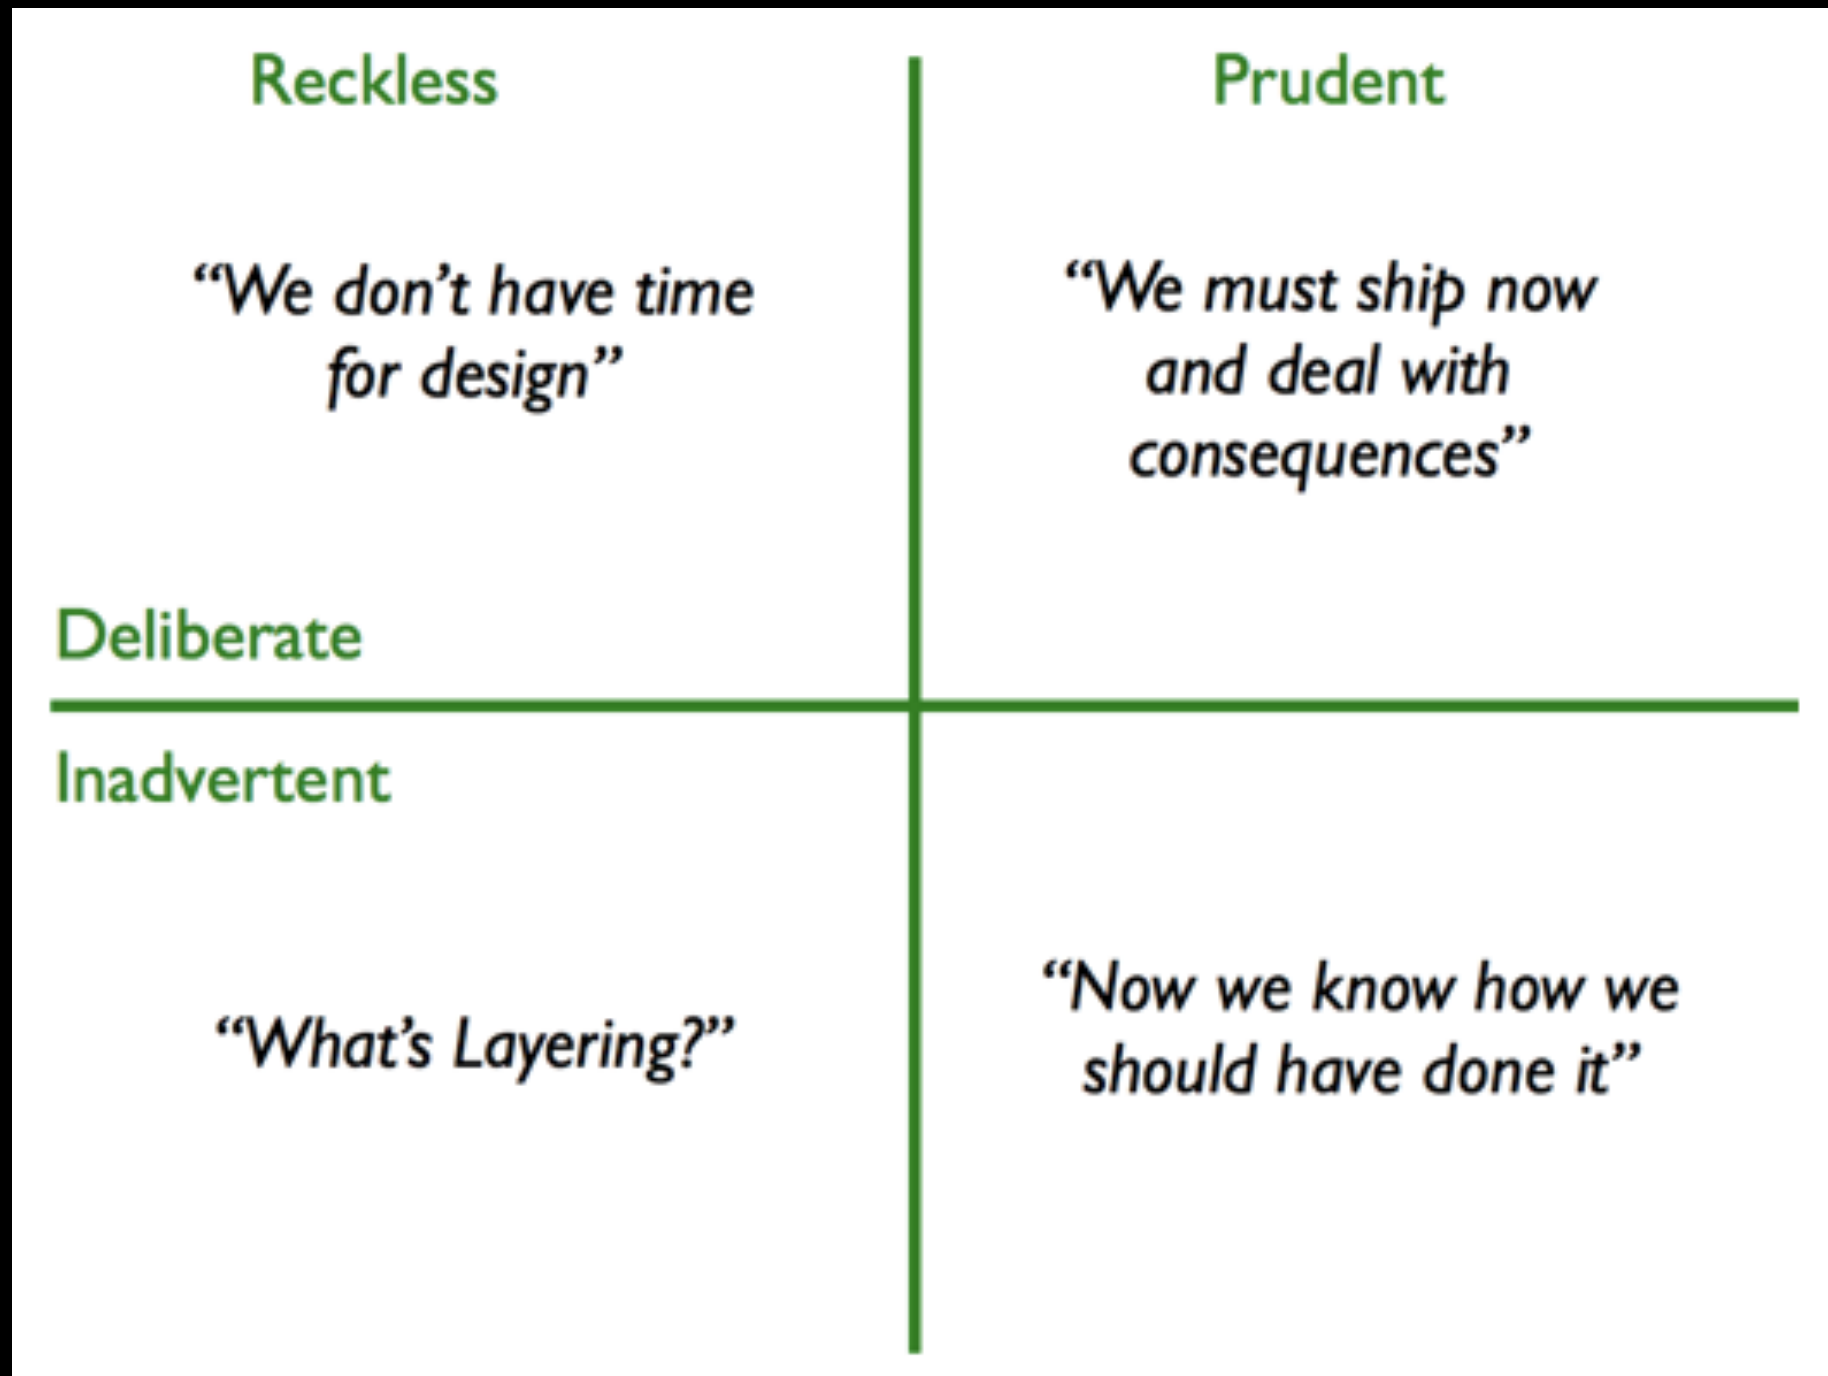 Reckless
Prudent
“We don’t have time
for design”
“We must ship now
and deal with
consequences”
Deliberate
Inadvertent
“What’s Layering?”
“Now we know how we
should have done it”